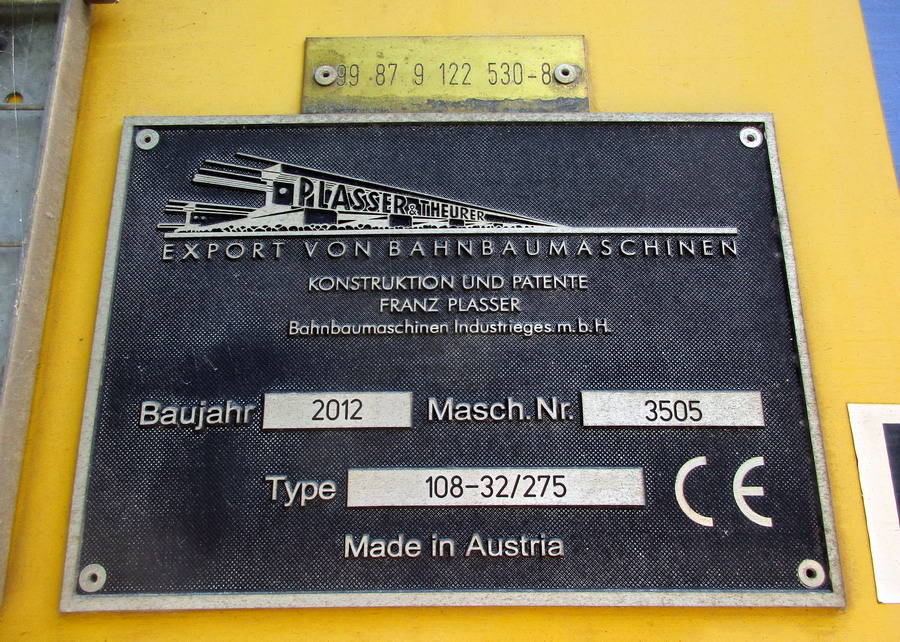 99 87 9 122 530-8
PLASSER & THEURER
EXPORT VON BAHNBAUMASCHINEN
KONSTRUKTION UND PATENTE
FRANZ PLASSER
Bahnbaumaschinen Industrieges.m.b.H.
Baujahr 2012 Masch. Nr. 3505
Type 108-32/275 CE
Made in Austria